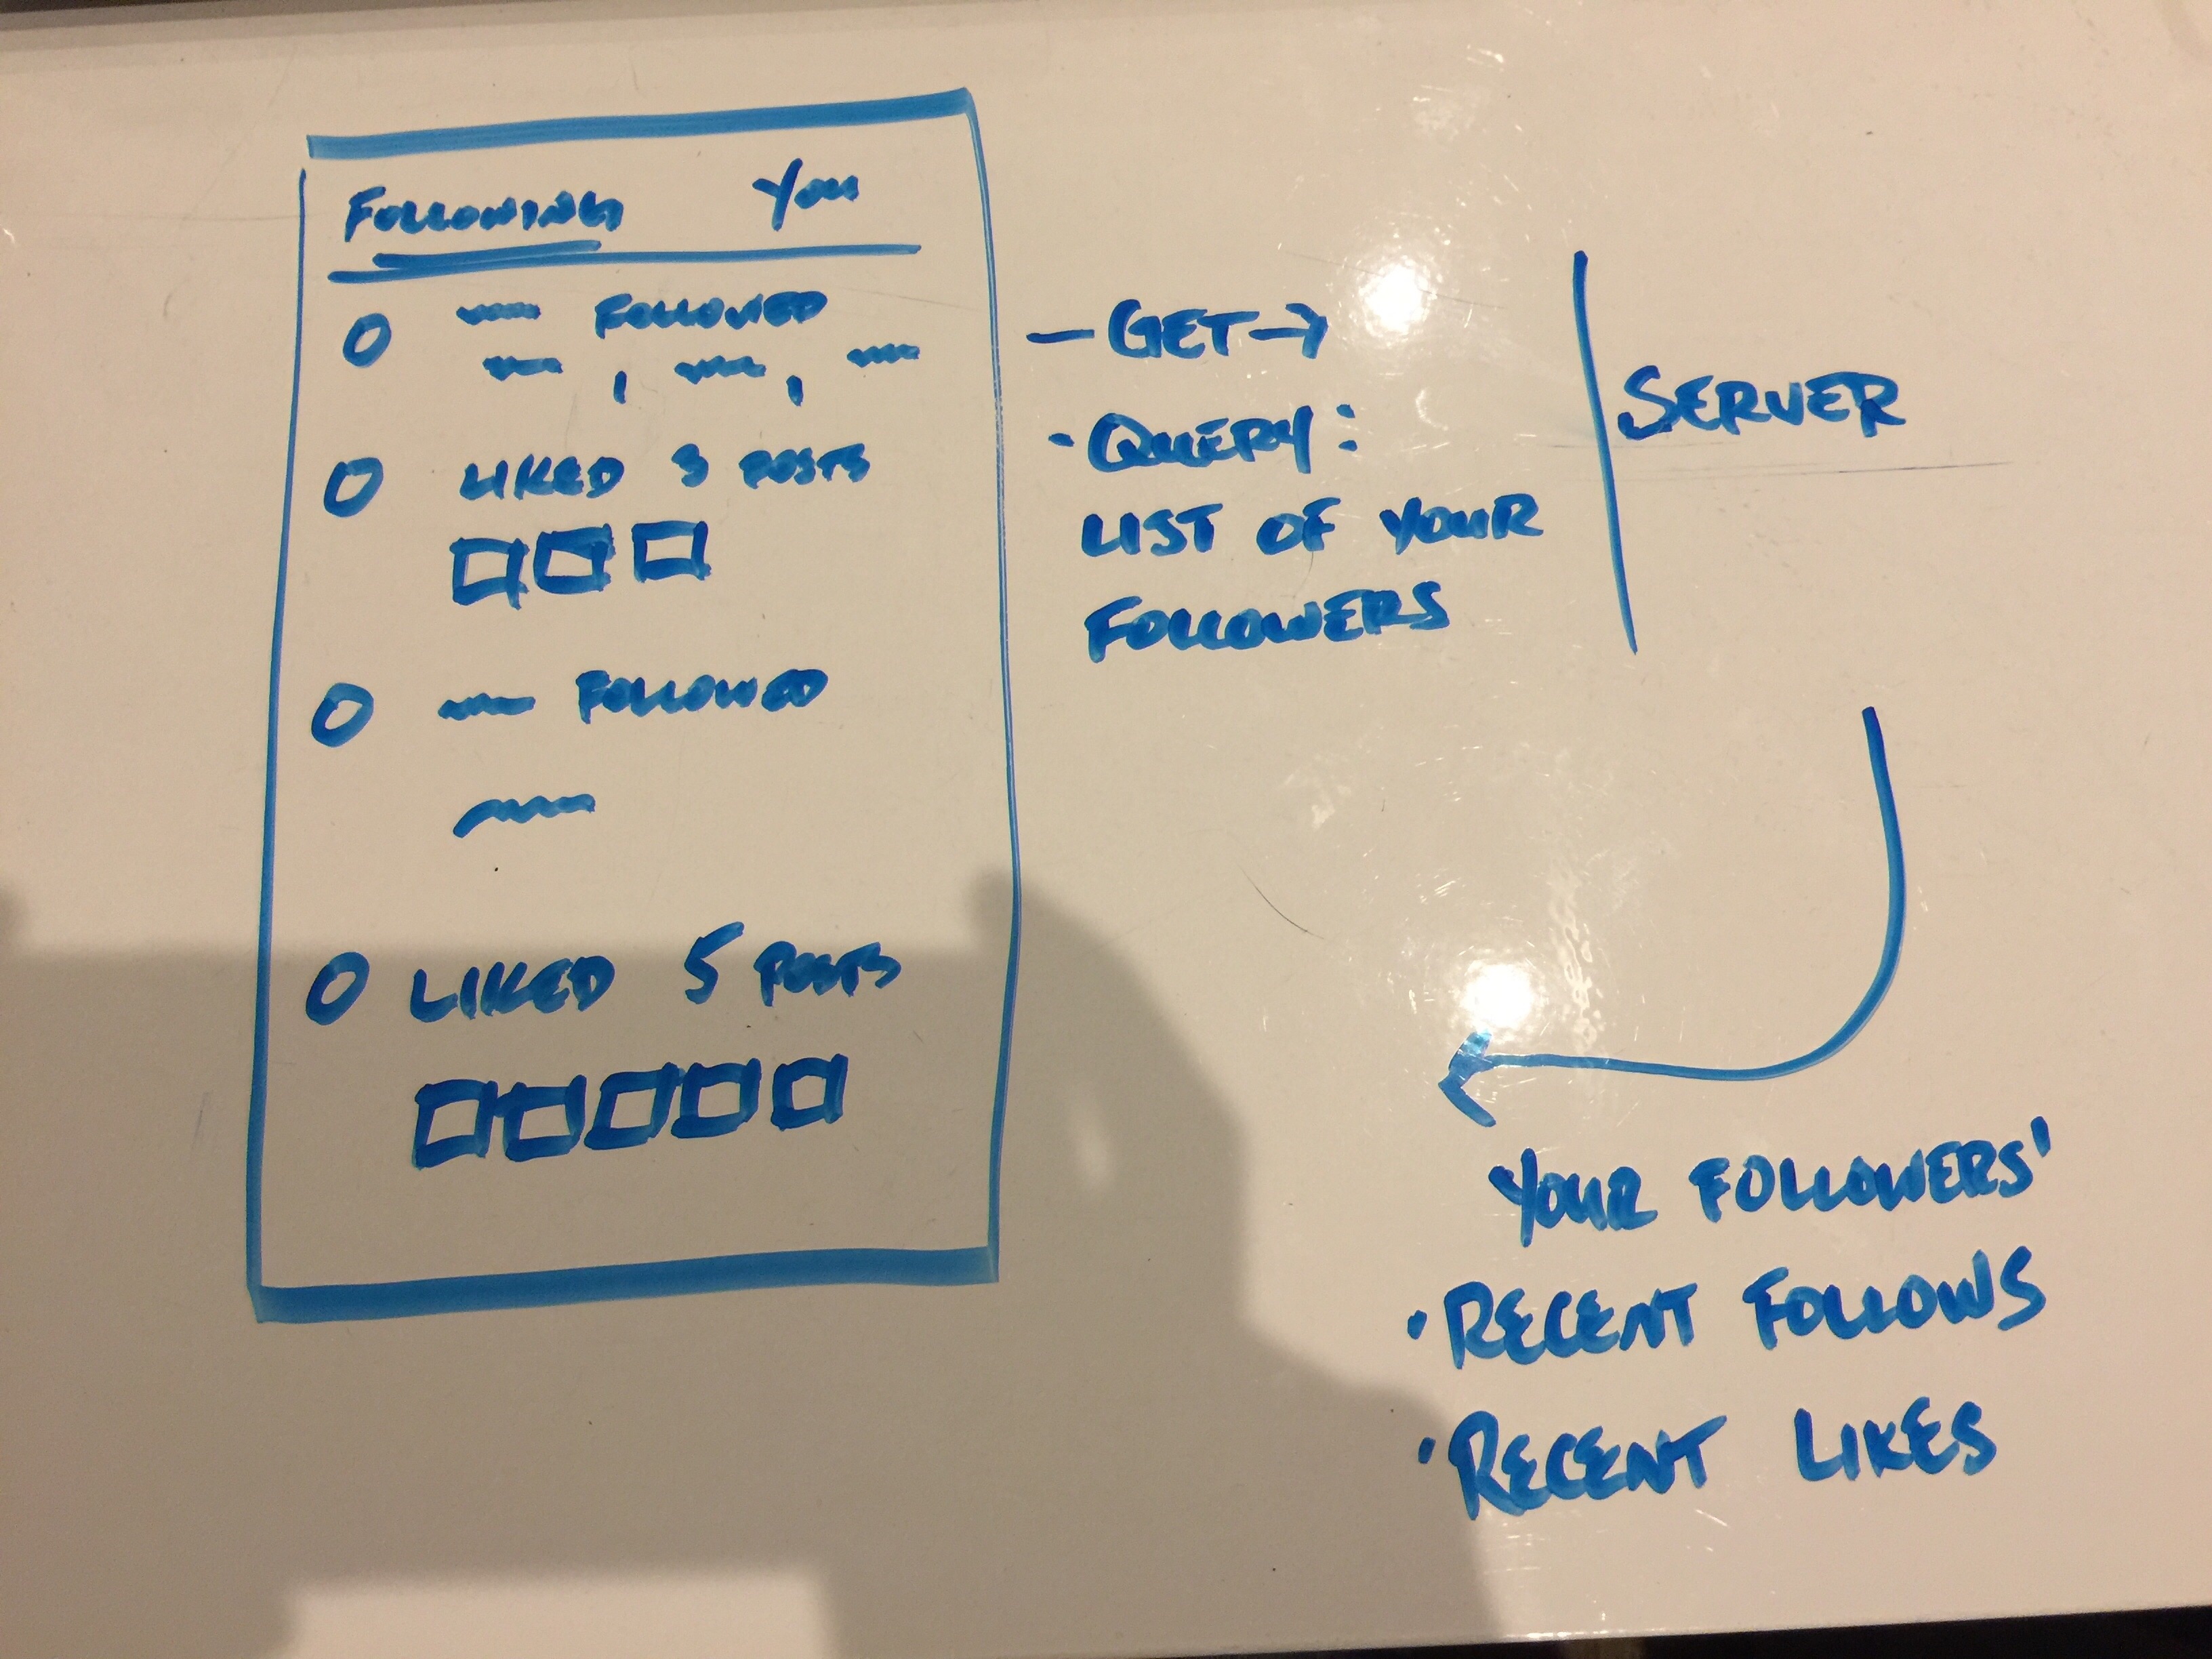 FOLLOWING You
FOLLOWED
, ,
LIKED 3 POSTS
FOLLOWED
LIKED 5 POSTS
— GET →
· QUERY:
LIST OF YOUR
FOLLOWERS
SERVER
YOUR FOLLOWERS'
· RECENT FOLLOWS
· RECENT LIKES